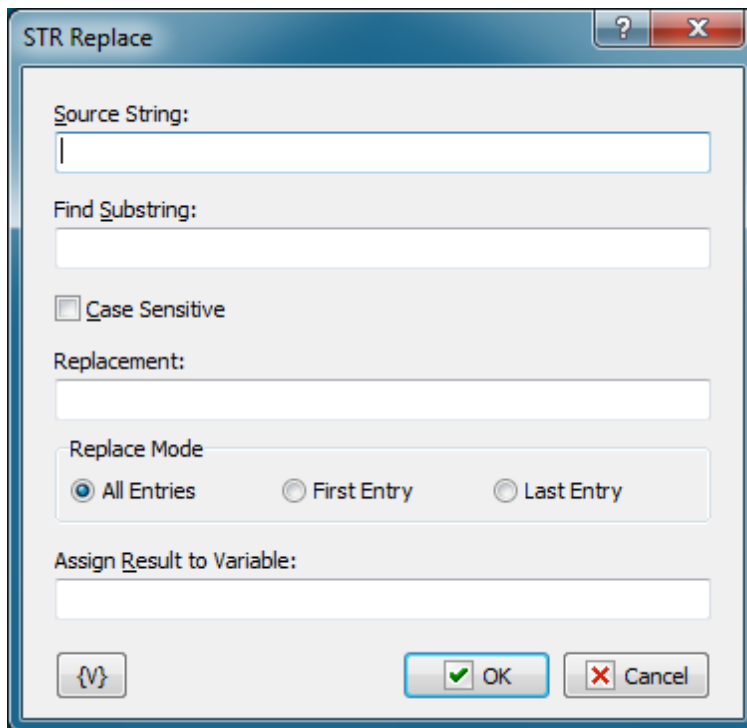 STR Replace
?
Source String:
Find Substring:
Case Sensitive
Replacement:
Replace Mode
All Entries First Entry Last Entry
Assign Result to Variable:
{V} OK Cancel